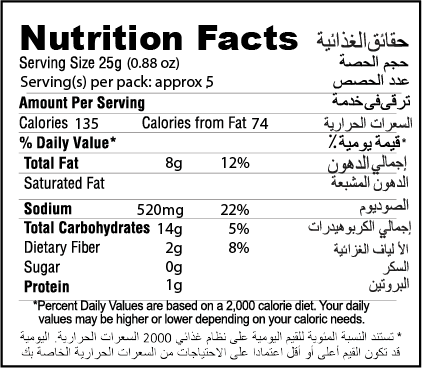 Nutrition Facts حقائق الغذائية
Serving Size 25g (0.88 oz) حجم الحصة
Serving(s) per pack: approx 5 عدد الحصص
Amount Per Serving ترقى فى خدمة
Calories 135 Calories from Fat 74 السعرات الحرارية
% Daily Value* *قيمة يومية ٪
Total Fat 8g 12% إجمالي الدهون
Saturated Fat الدهون المشبعة
Sodium 520mg 22% الصوديوم
Total Carbohydrates 14g 5% إجمالي الكربوهيدرات
Dietary Fiber 2g 8% الألياف الغزائية
Sugar 0g السكر
Protein 1g البروتين
*Percent Daily Values are based on a 2,000 calorie diet. Your daily
values may be higher or lower depending on your caloric needs.
* تستند النسبة المئوية للقيم اليومية على نظام غذائي 2000 السعرات الحرارية. اليومية
قد تكون القيم أعلى أو أقل اعتمادا على الاحتياجات من السعرات الحرارية الخاصة بك